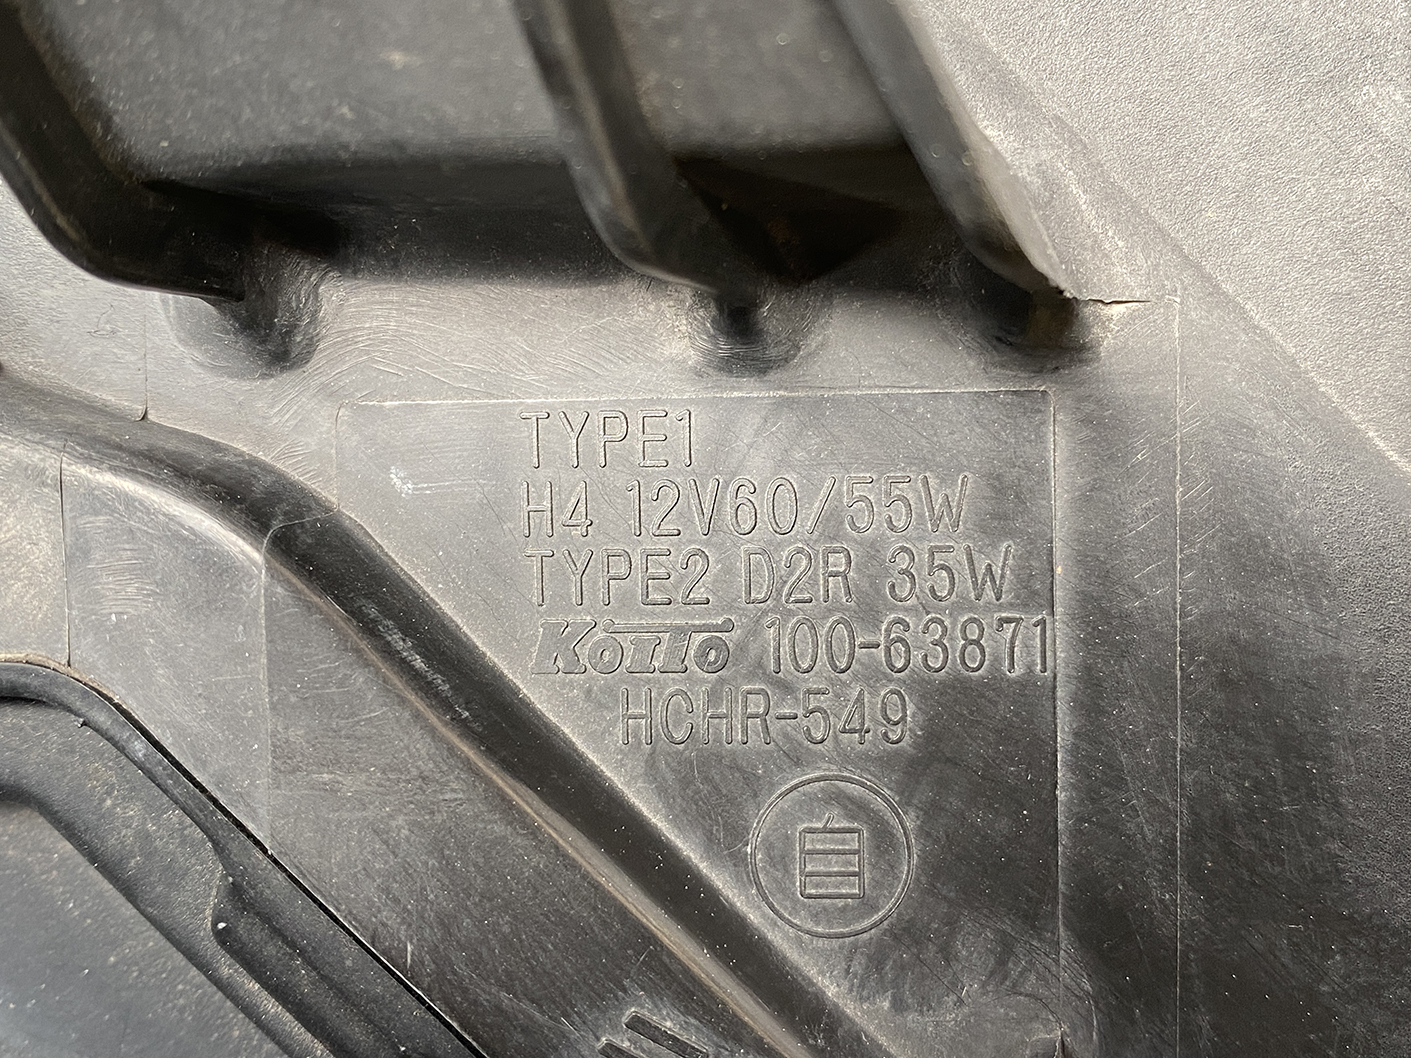 TYPE1
H4 12V60/55W
TYPE2 D2R 35W
KOITO 100-63871
HCHR-549
自